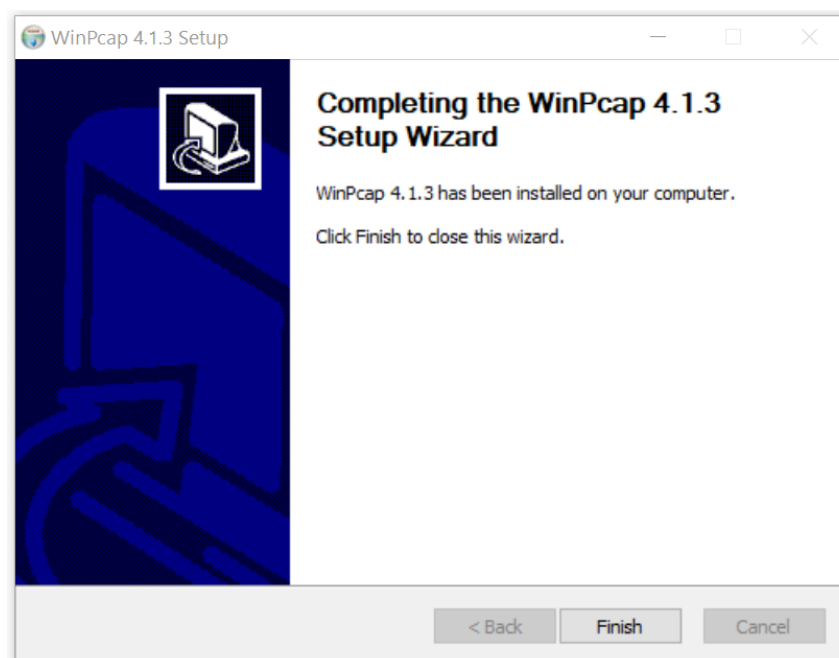 WinPcap 4.1.3 Setup
Completing the WinPcap 4.1.3
Setup Wizard
WinPcap 4.1.3 has been installed on your computer.
Click Finish to close this wizard.
< Back
Finish
Cancel